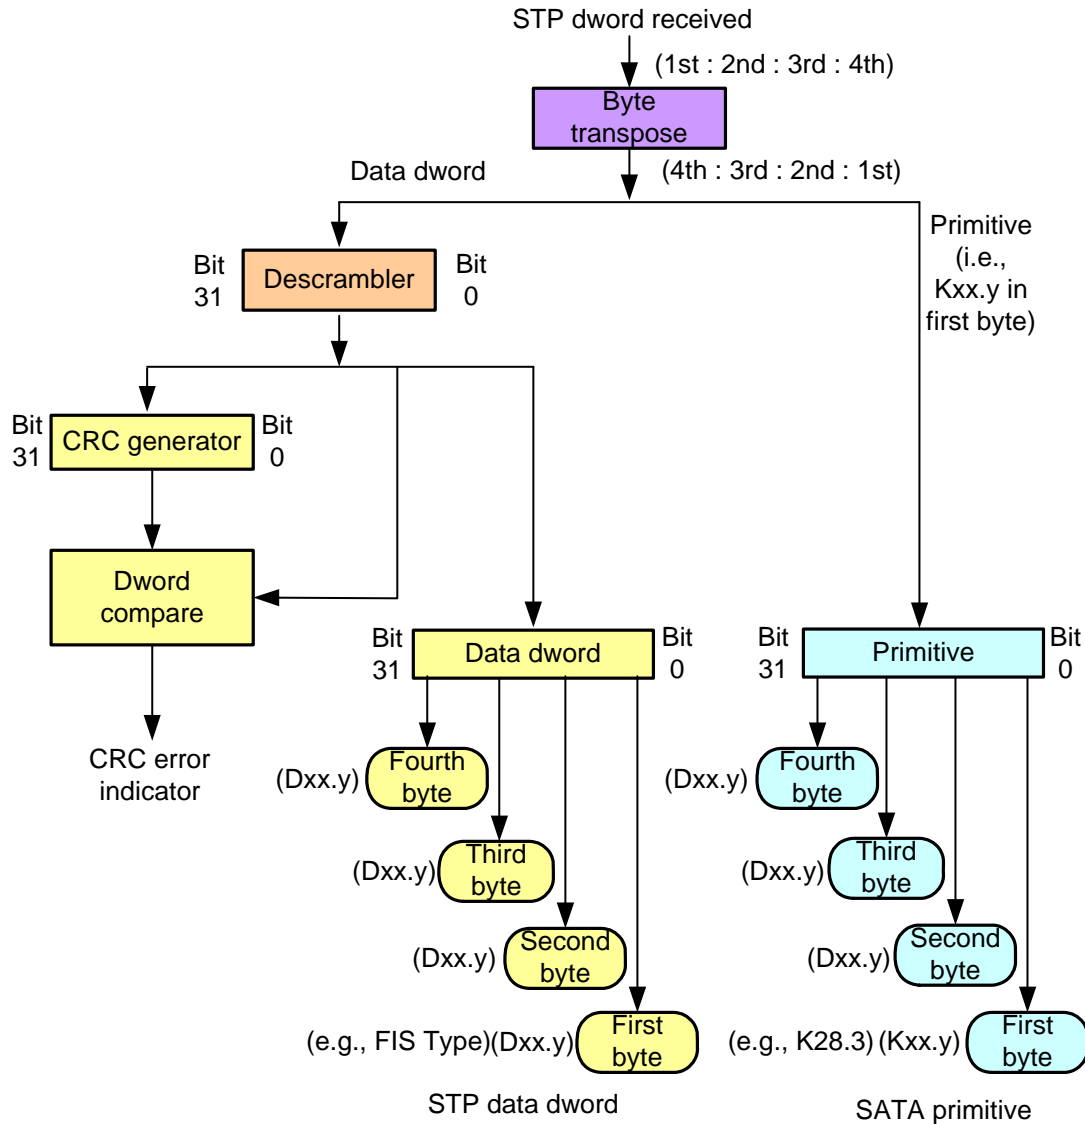 STP dword received
(1st : 2nd : 3rd : 4th)
Byte
transpose
(4th : 3rd : 2nd : 1st)
Data dword
Primitive
(i.e.,
Kxx.y in
first byte)
Bit
31
Descrambler
Bit
0
Bit
31
CRC generator
Bit
0
Dword
compare
CRC error
indicator
Bit
31
Data dword
Bit
0
Bit
31
Primitive
Bit
0
(Dxx.y)
Fourth
byte
(Dxx.y)
Third
byte
(Dxx.y)
Second
byte
(e.g., FIS Type)(Dxx.y)
First
byte
STP data dword
(Dxx.y)
Fourth
byte
(Dxx.y)
Third
byte
(Dxx.y)
Second
byte
(e.g., K28.3) (Kxx.y)
First
byte
SATA primitive